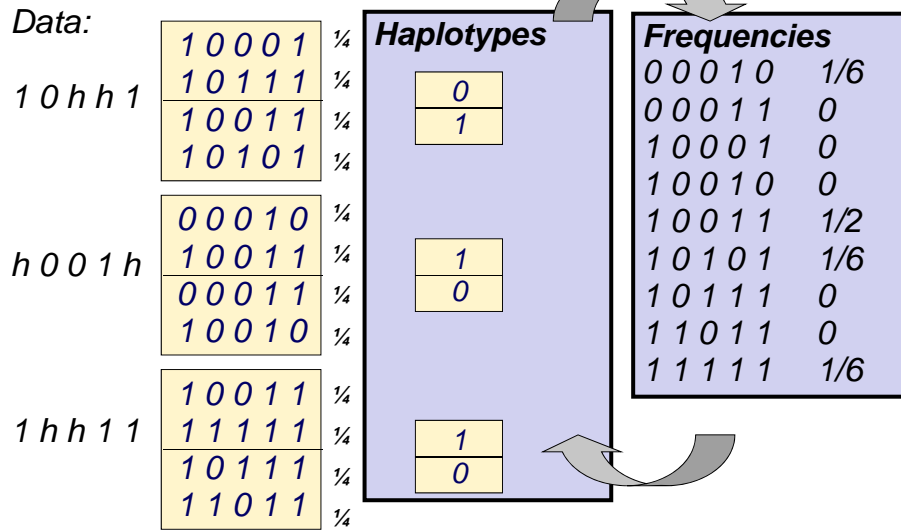 Data:
1 0 h h 1
1 0 0 0 1 ¼
1 0 1 1 1 ¼
1 0 0 1 1 ¼
1 0 1 0 1 ¼
h 0 0 1 h
0 0 0 1 0 ¼
1 0 0 1 1 ¼
0 0 0 1 1 ¼
1 0 0 1 0 ¼
1 h h 1 1
1 0 0 1 1 ¼
1 1 1 1 1 ¼
1 0 1 1 1 ¼
1 1 0 1 1 ¼
Haplotypes
0
1
1
0
1
0
Frequencies
0 0 0 1 0 1/6
0 0 0 1 1 0
1 0 0 0 1 0
1 0 0 1 0 0
1 0 0 1 1 1/2
1 0 1 0 1 1/6
1 0 1 1 1 0
1 1 0 1 1 0
1 1 1 1 1 1/6